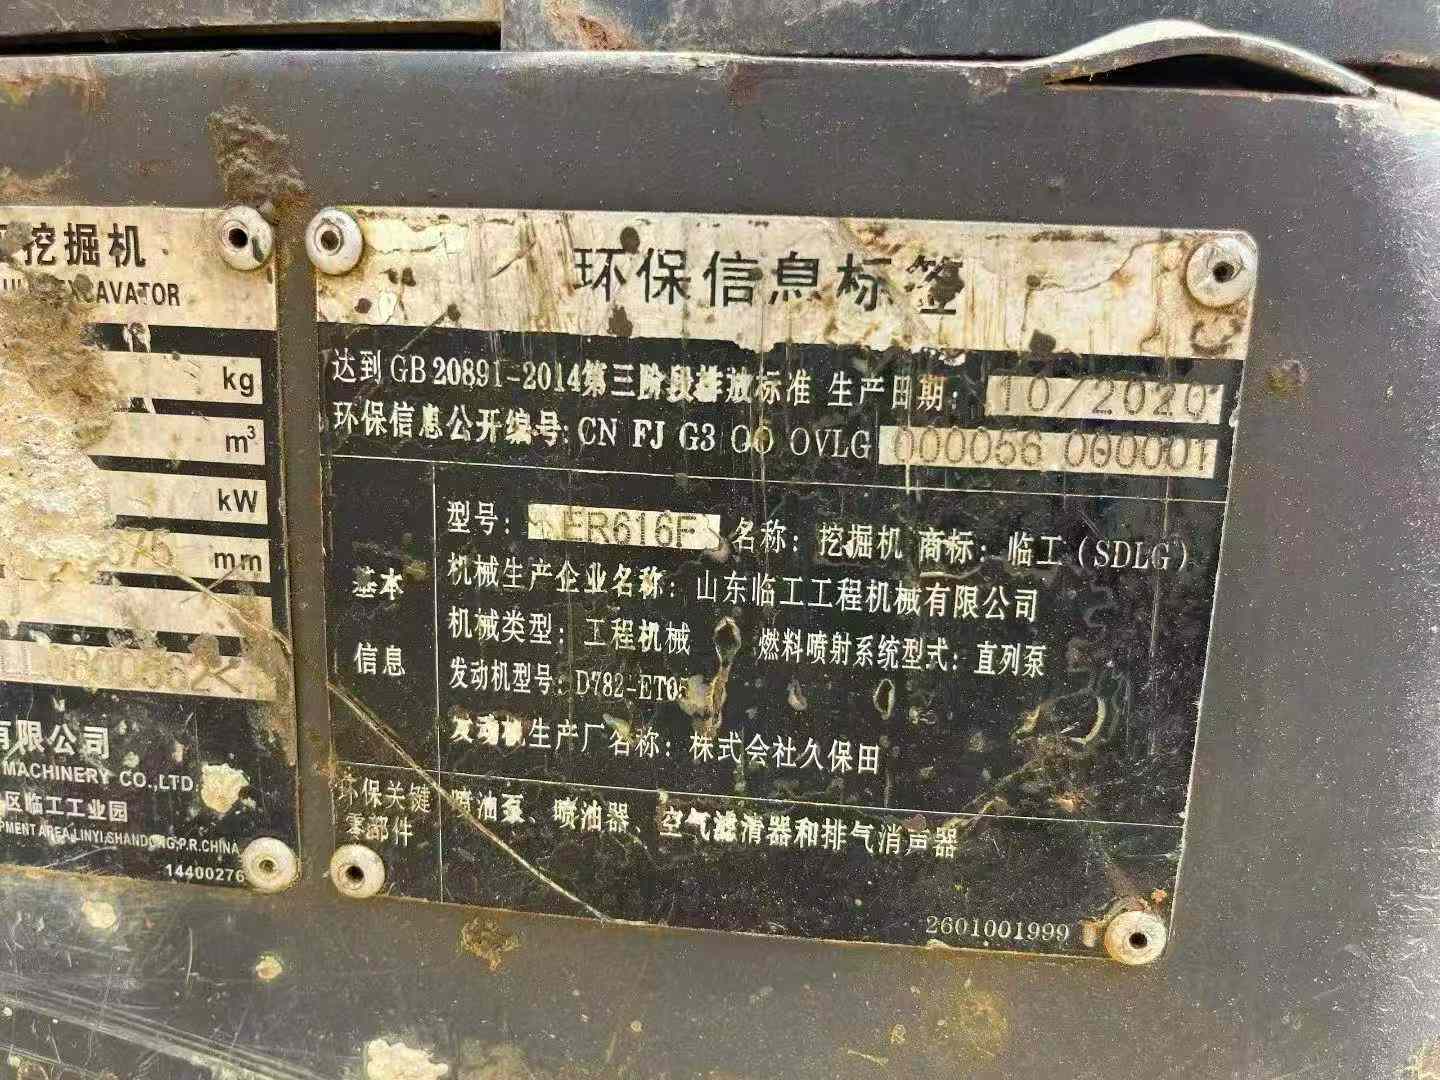 挖掘机
EXCAVATOR
kg
m³
kW
575 mm
有限公司
MACHINERY CO.,LTD
区临工工业园
PMENT AREA,LINYI,SHANDONG,P.R.CHINA
14400276
环保信息标签
达到GB 20891-2014第三阶段排放标准 生产日期: 10/2020
环保信息公开编号: CN FJ G3 OO OVLG 000056 000001
基本
信息
型号: ER616F 名称: 挖掘机 商标: 临工(SDLG)
机械生产企业名称: 山东临工工程机械有限公司
机械类型: 工程机械 燃料喷射系统型式: 直列泵
发动机型号: D782-ET05
发动机生产厂名称: 株式会社久保田
环保关键
零部件
喷油泵、喷油器、空气滤清器和排气消声器
2601001999